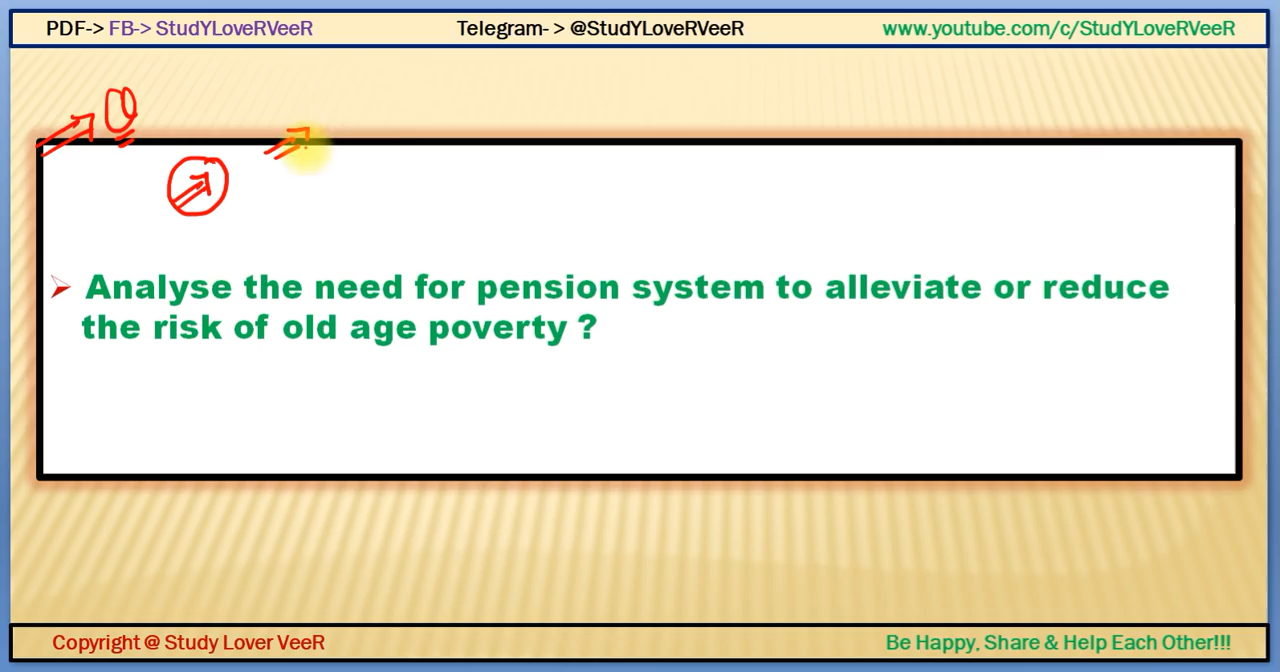 PDF-> FB-> StudYLoveRVeeR
Telegram- > @StudYLoveRVeeR
www.youtube.com/c/StudYLoveRVeeR
Analyse the need for pension system to alleviate or reduce
the risk of old age poverty ?
Copyright @ Study Lover VeeR
Be Happy, Share & Help Each Other!!!